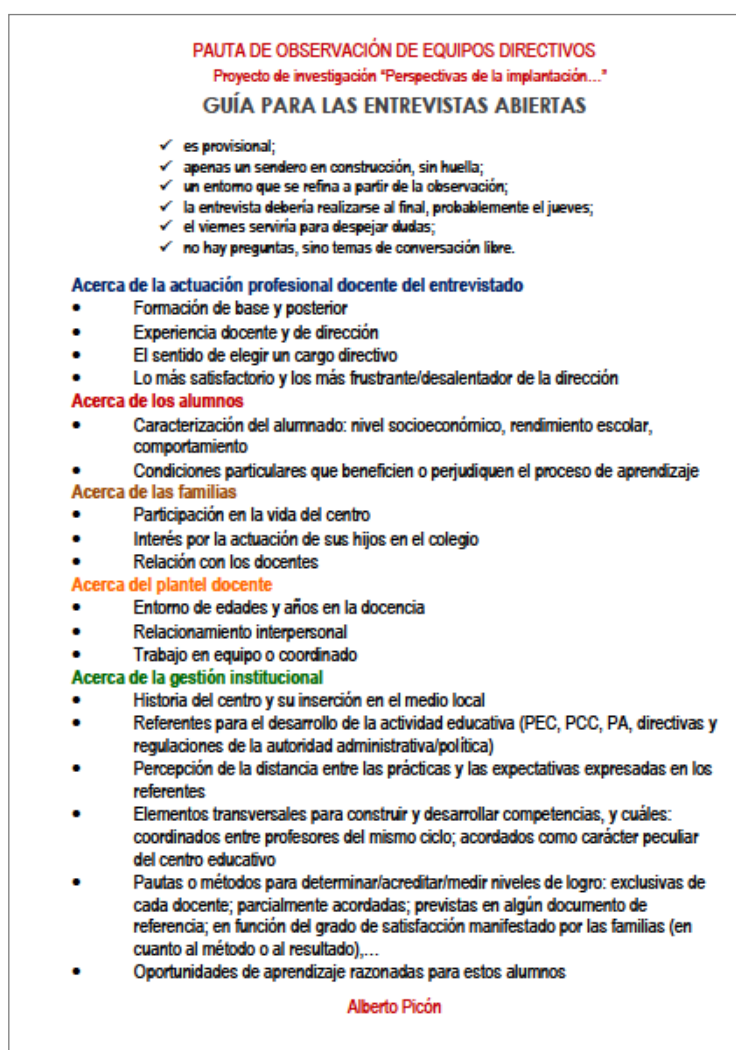 PAUTA DE OBSERVACIÓN DE EQUIPOS DIRECTIVOS
Proyecto de investigación “Perspectivas de la implantación...”
GUÍA PARA LAS ENTREVISTAS ABIERTAS
✓ es provisional;
✓ apenas un sendero en construcción, sin huella;
✓ un entorno que se refina a partir de la observación;
✓ la entrevista debería realizarse al final, probablemente el jueves;
✓ el viernes serviría para despejar dudas;
✓ no hay preguntas, sino temas de conversación libre.
Acerca de la actuación profesional docente del entrevistado
• Formación de base y posterior
• Experiencia docente y de dirección
• El sentido de elegir un cargo directivo
• Lo más satisfactorio y los más frustrante/desalentador de la dirección
Acerca de los alumnos
• Caracterización del alumnado: nivel socioeconómico, rendimiento escolar,
comportamiento
• Condiciones particulares que beneficien o perjudiquen el proceso de aprendizaje
Acerca de las familias
• Participación en la vida del centro
• Interés por la actuación de sus hijos en el colegio
• Relación con los docentes
Acerca del plantel docente
• Entorno de edades y años en la docencia
• Relacionamiento interpersonal
• Trabajo en equipo o coordinado
Acerca de la gestión institucional
• Historia del centro y su inserción en el medio local
• Referentes para el desarrollo de la actividad educativa (PEC, PCC, PA, directivas y
regulaciones de la autoridad administrativa/política)
• Percepción de la distancia entre las prácticas y las expectativas expresadas en los
referentes
• Elementos transversales para construir y desarrollar competencias, y cuáles:
coordinados entre profesores del mismo ciclo; acordados como carácter peculiar
del centro educativo
• Pautas o métodos para determinar/acreditar/medir niveles de logro: exclusivas de
cada docente; parcialmente acordadas; previstas en algún documento de
referencia; en función del grado de satisfacción manifestado por las familias (en
cuanto al método o al resultado),...
• Oportunidades de aprendizaje razonadas para estos alumnos
Alberto Picón